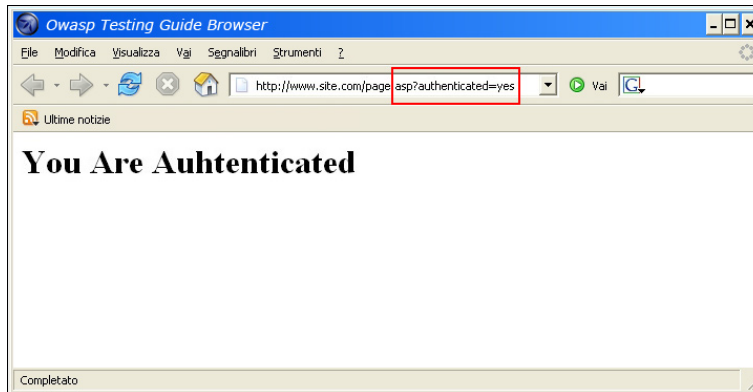 Owasp Testing Guide Browser
File Modifica Visualizza Vai Segnalibri Strumenti ?
http://www.site.com/page.asp?authenticated=yes Vai G
Ultime notizie
You Are Auhtenticated
Completato